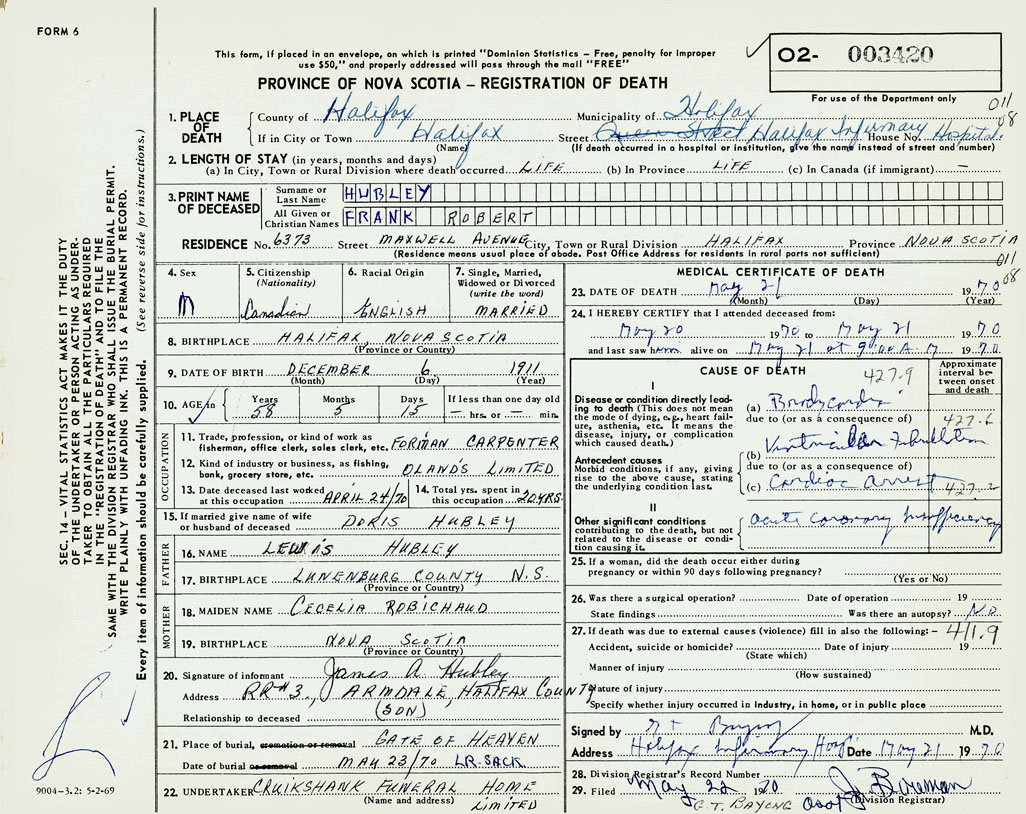 FORM 6
This form, if placed in an envelope, on which is printed "Dominion Statistics – Free, penalty for improper
use $50," and properly addressed will pass through the mail "FREE"
PROVINCE OF NOVA SCOTIA – REGISTRATION OF DEATH
O2- 003420
For use of the Department only
011
08
1. PLACE OF DEATH
County of Halifax Municipality of Halifax
If in City or Town Halifax Street Queen Street Halifax Infirmary House No. Hospital
(Name) (If death occurred in a hospital or institution, give the name instead of street and number)
2. LENGTH OF STAY (in years, months and days)
(a) In City, Town or Rural Division where death occurred LIFE (b) In Province LIFE (c) In Canada (if immigrant) —
3. PRINT NAME OF DECEASED
Surname or Last Name HUBLEY
All Given or Christian Names FRANK ROBERT
RESIDENCE No. 6373 Street MAXWELL AVENUE City, Town or Rural Division HALIFAX Province NOVA SCOTIA
(Residence means usual place of abode. Post Office Address for residents in rural parts not sufficient)
011
08
4. Sex M
5. Citizenship (Nationality) Canadian
6. Racial Origin ENGLISH
7. Single, Married, Widowed or Divorced (write the word) MARRIED
8. BIRTHPLACE HALIFAX, NOVA SCOTIA
(Province or Country)
9. DATE OF BIRTH DECEMBER 6 1911
(Month) (Day) (Year)
10. AGE in Years 58 Months 5 Days 15 If less than one day old — hrs. or — min.
OCCUPATION
11. Trade, profession, or kind of work as
fisherman, office clerk, sales clerk, etc. FORMAN CARPENTER
12. Kind of industry or business, as fishing,
bank, grocery store, etc. OLAND'S LIMITED
13. Date deceased last worked
at this occupation APRIL 24/70
14. Total yrs. spent in
this occupation 20 YRS.
15. If married give name of wife
or husband of deceased DORIS HUBLEY
FATHER
16. NAME LEWIS HUBLEY
17. BIRTHPLACE LUNENBURG COUNTY N.S.
(Province or Country)
MOTHER
18. MAIDEN NAME CECELIA ROBICHAUD
19. BIRTHPLACE NOVA SCOTIA
(Province or Country)
20. Signature of informant James A. Hubley
Address RR#3, ARMDALE, HALIFAX COUNTY
Relationship to deceased (SON)
21. Place of burial, cremation or removal GATE OF HEAVEN
Date of burial or removal MAY 23/70 LR. SACK.
22. UNDERTAKER CRUIKSHANK FUNERAL HOME
(Name and address) LIMITED
MEDICAL CERTIFICATE OF DEATH
23. DATE OF DEATH May 21 1970
(Month) (Day) (Year)
24. I HEREBY CERTIFY that I attended deceased from:
May 20 1970 to May 21 1970
and last saw him alive on May 21 at 9:00 A.M 1970
CAUSE OF DEATH 427.9
Approximate interval between onset and death
I
Disease or condition directly leading to death (This does not
mean the mode of dying, e.g., heart failure, asthenia, etc. It means the
disease, injury, or complication which caused death.)
(a) Bradycardia
due to (or as a consequence of) 427.6
(b) Ventricular Fibrillation
Antecedent causes
Morbid conditions, if any, giving
rise to the above cause, stating
the underlying condition last.
due to (or as a consequence of)
(c) Cardiac arrest 427.2
II
Other significant conditions
contributing to the death, but not
related to the disease or condition causing it.
acute coronary Insufficiency
25. If a woman, did the death occur either during
pregnancy or within 90 days following pregnancy?
(Yes or No)
26. Was there a surgical operation? Date of operation 19
State findings Was there an autopsy? NO
27. If death was due to external causes (violence) fill in also the following: – 411.9
Accident, suicide or homicide? Date of injury 19
(State which)
Manner of injury
(How sustained)
Nature of injury
Specify whether injury occurred in industry, in home, or in public place
Signed by M.D.
Address Halifax Infirmary Hosp Date May 21 1970
28. Division Registrar's Record Number
29. Filed May 22 1970
(Division Registrar)
G.T. BAYONG
SEC. 14 – VITAL STATISTICS ACT MAKES IT THE DUTY
OF THE UNDERTAKER OR PERSON ACTING AS UNDER-
TAKER TO OBTAIN ALL THE PARTICULARS REQUIRED
IN THE "REGISTRATION OF DEATH" AND TO FILE THE
SAME WITH THE DIVISION REGISTRAR WHO SHALL ISSUE THE BURIAL PERMIT.
WRITE PLAINLY WITH UNFADING INK. THIS IS A PERMANENT RECORD.
Every item of information should be carefully supplied. (See reverse side for instructions.)
9004-3.2: 5-2-69